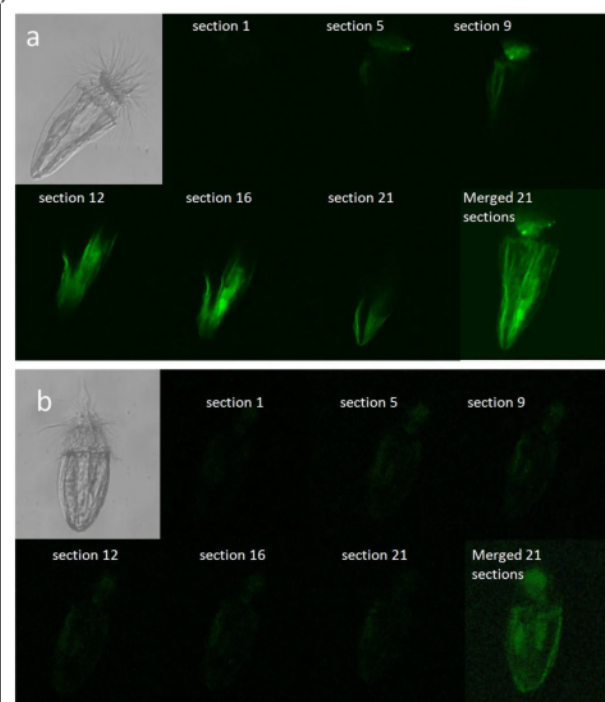 a
section 1
section 5
section 9
section 12
section 16
section 21
Merged 21
sections
b
section 1
section 5
section 9
section 12
section 16
section 21
Merged 21
sections